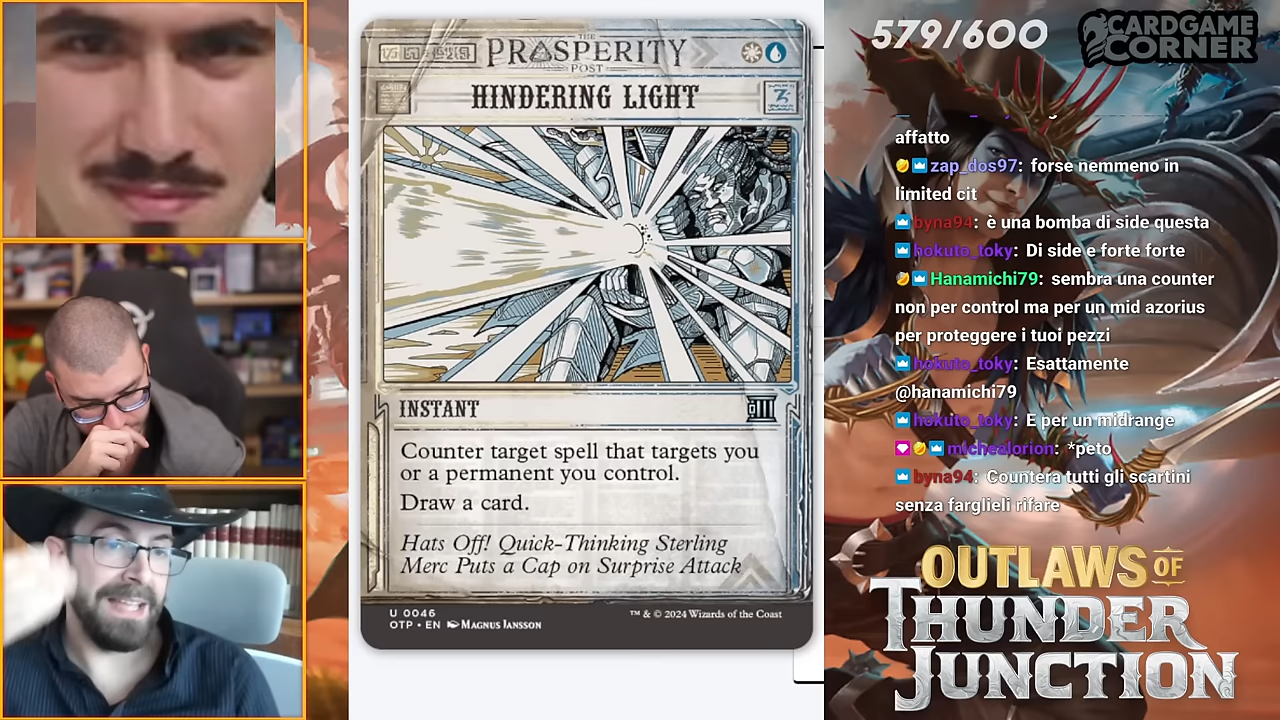 THE
PROSPERITY
POST
HINDERING LIGHT
INSTANT
Counter target spell that targets you
or a permanent you control.
Draw a card.
Hats Off! Quick-Thinking Sterling
Merc Puts a Cap on Surprise Attack
U 0046
OTP • EN MAGNUS JANSSON
™ & © 2024 Wizards of the Coast
579/600
CARDGAME
CORNER
affatto
zap_dos97: forse nemmeno in
limited cit
byna94: è una bomba di side questa
hokuto_toky: Di side e forte forte
Hanamichi79: sembra una counter
non per control ma per un mid azorius
per proteggere i tuoi pezzi
hokuto_toky: Esattamente
@hanamichi79
hokuto_toky: E per un midrange
michealorion: *peto
byna94: Countera tutti gli scartini
senza farglieli rifare
OUTLAWS OF
THUNDER
JUNCTION